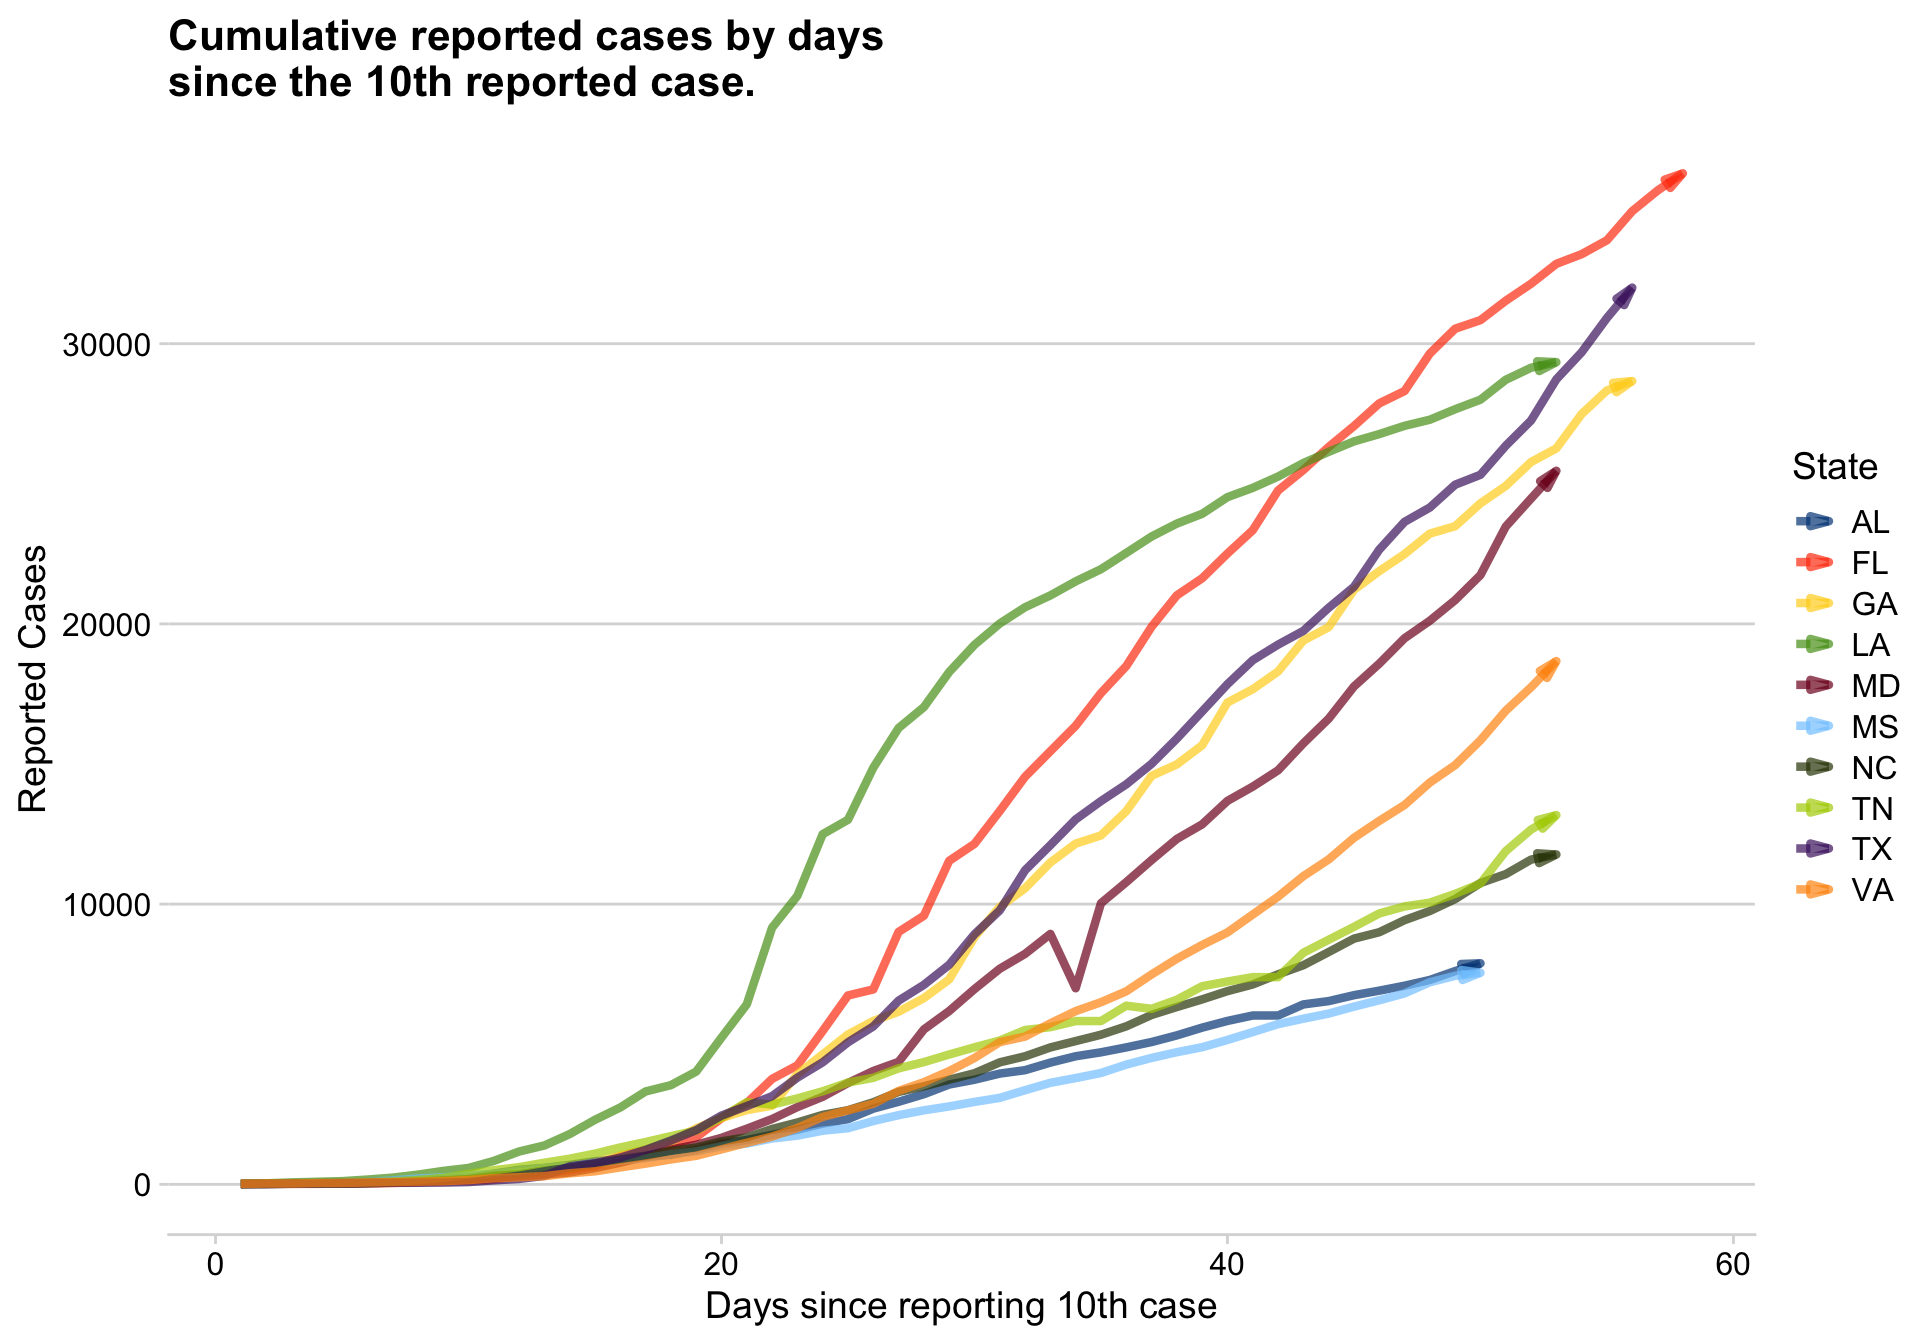 Cumulative reported cases by days
since the 10th reported case.
30000
20000
10000
0
Reported Cases
0
20
40
60
Days since reporting 10th case
State
AL
FL
GA
LA
MD
MS
NC
TN
TX
VA